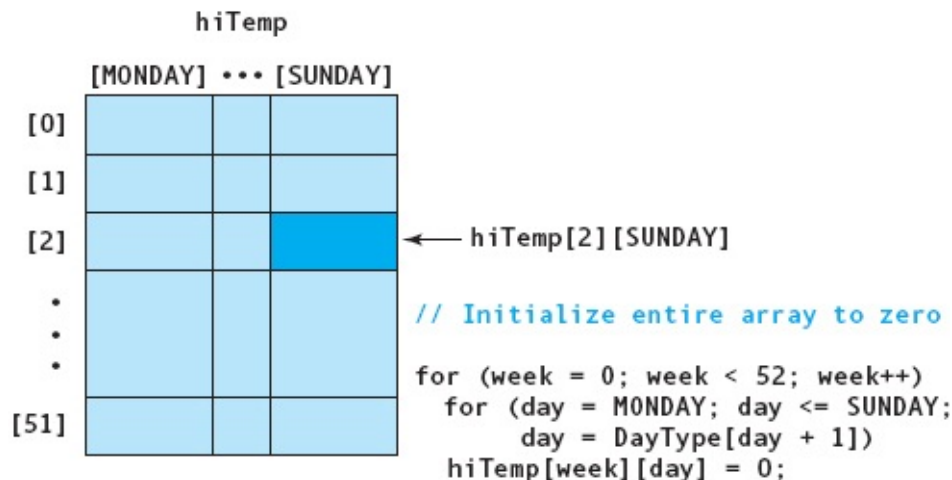 hiTemp
[MONDAY] ••• [SUNDAY]
[0]
[1]
[2]
hiTemp[2][SUNDAY]
•
•
•
[51]
// Initialize entire array to zero
for (week = 0; week < 52; week++)
for (day = MONDAY; day <= SUNDAY;
day = DayType[day + 1])
hiTemp[week][day] = 0;